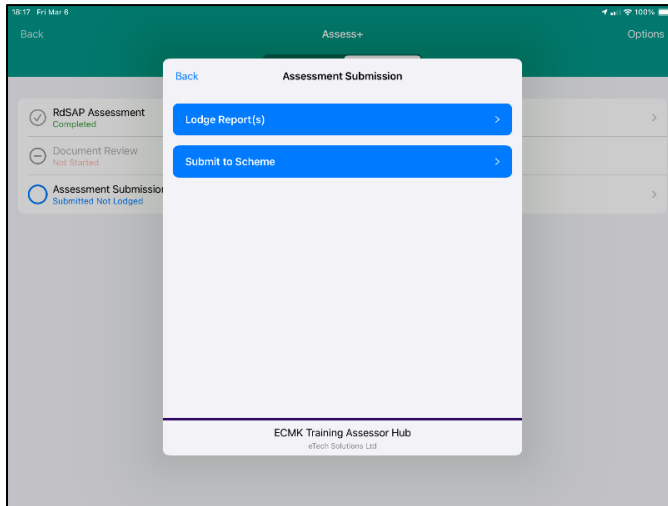 18:17 Fri Mar 6
100%
Back
Assess+
Options
Back
Assessment Submission
RdSAP Assessment
Completed
Lodge Report(s)
Document Review
Not Started
Submit to Scheme
Assessment Submission
Submitted Not Lodged
ECMK Training Assessor Hub
eTech Solutions Ltd